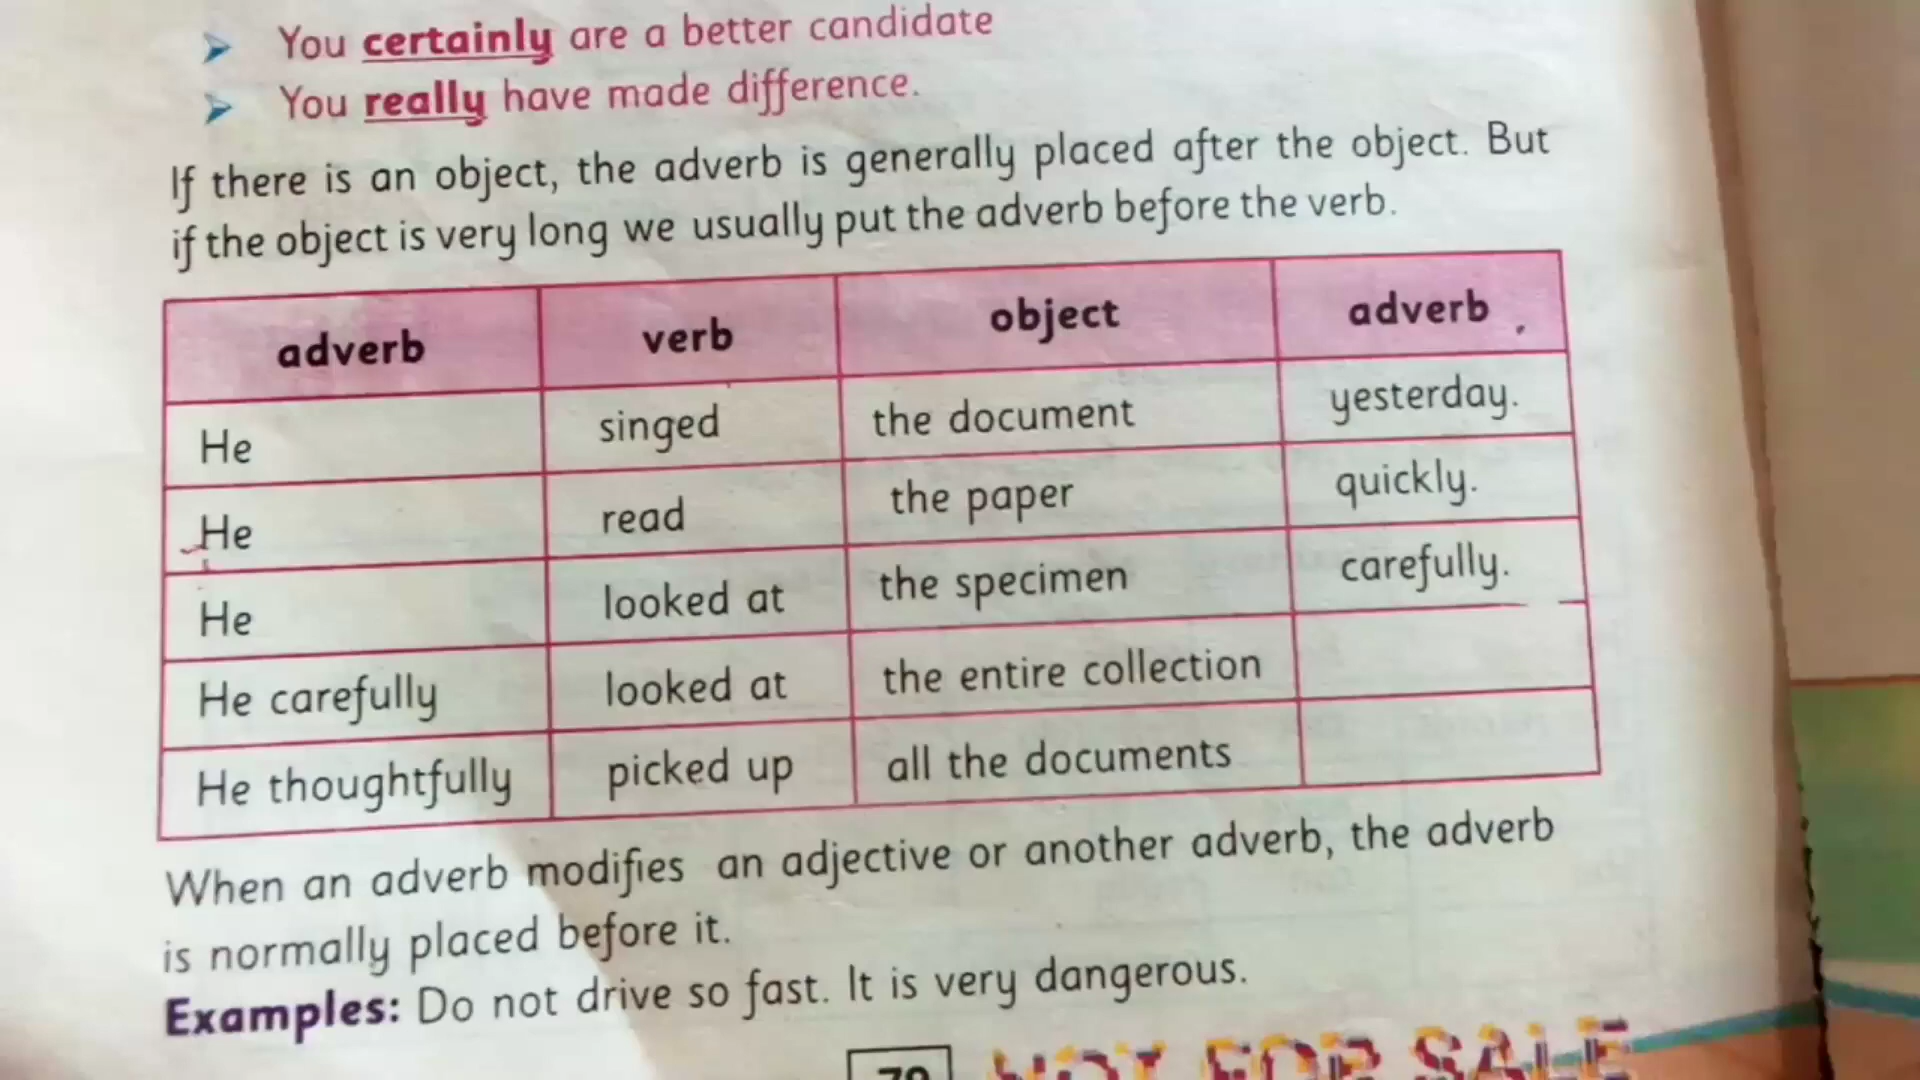 ➢ You certainly are a better candidate
➢ You really have made difference.
If there is an object, the adverb is generally placed after the object. But
if the object is very long we usually put the adverb before the verb.
adverb verb object adverb
He singed the document yesterday.
He read the paper quickly.
He looked at the specimen carefully.
He carefully looked at the entire collection
He thoughtfully picked up all the documents
When an adverb modifies an adjective or another adverb, the adverb
is normally placed before it.
Examples: Do not drive so fast. It is very dangerous.
NOT FOR SALE